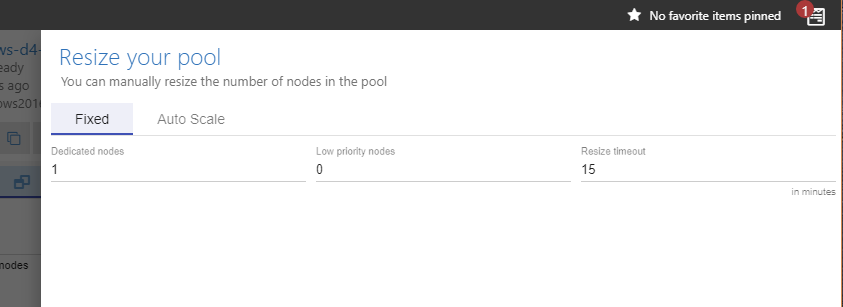 No favorite items pinned 1
ws-d4-
eady
s ago
ows2016
nodes
Resize your pool
You can manually resize the number of nodes in the pool
Fixed Auto Scale
Dedicated nodes Low priority nodes Resize timeout
1 0 15
in minutes